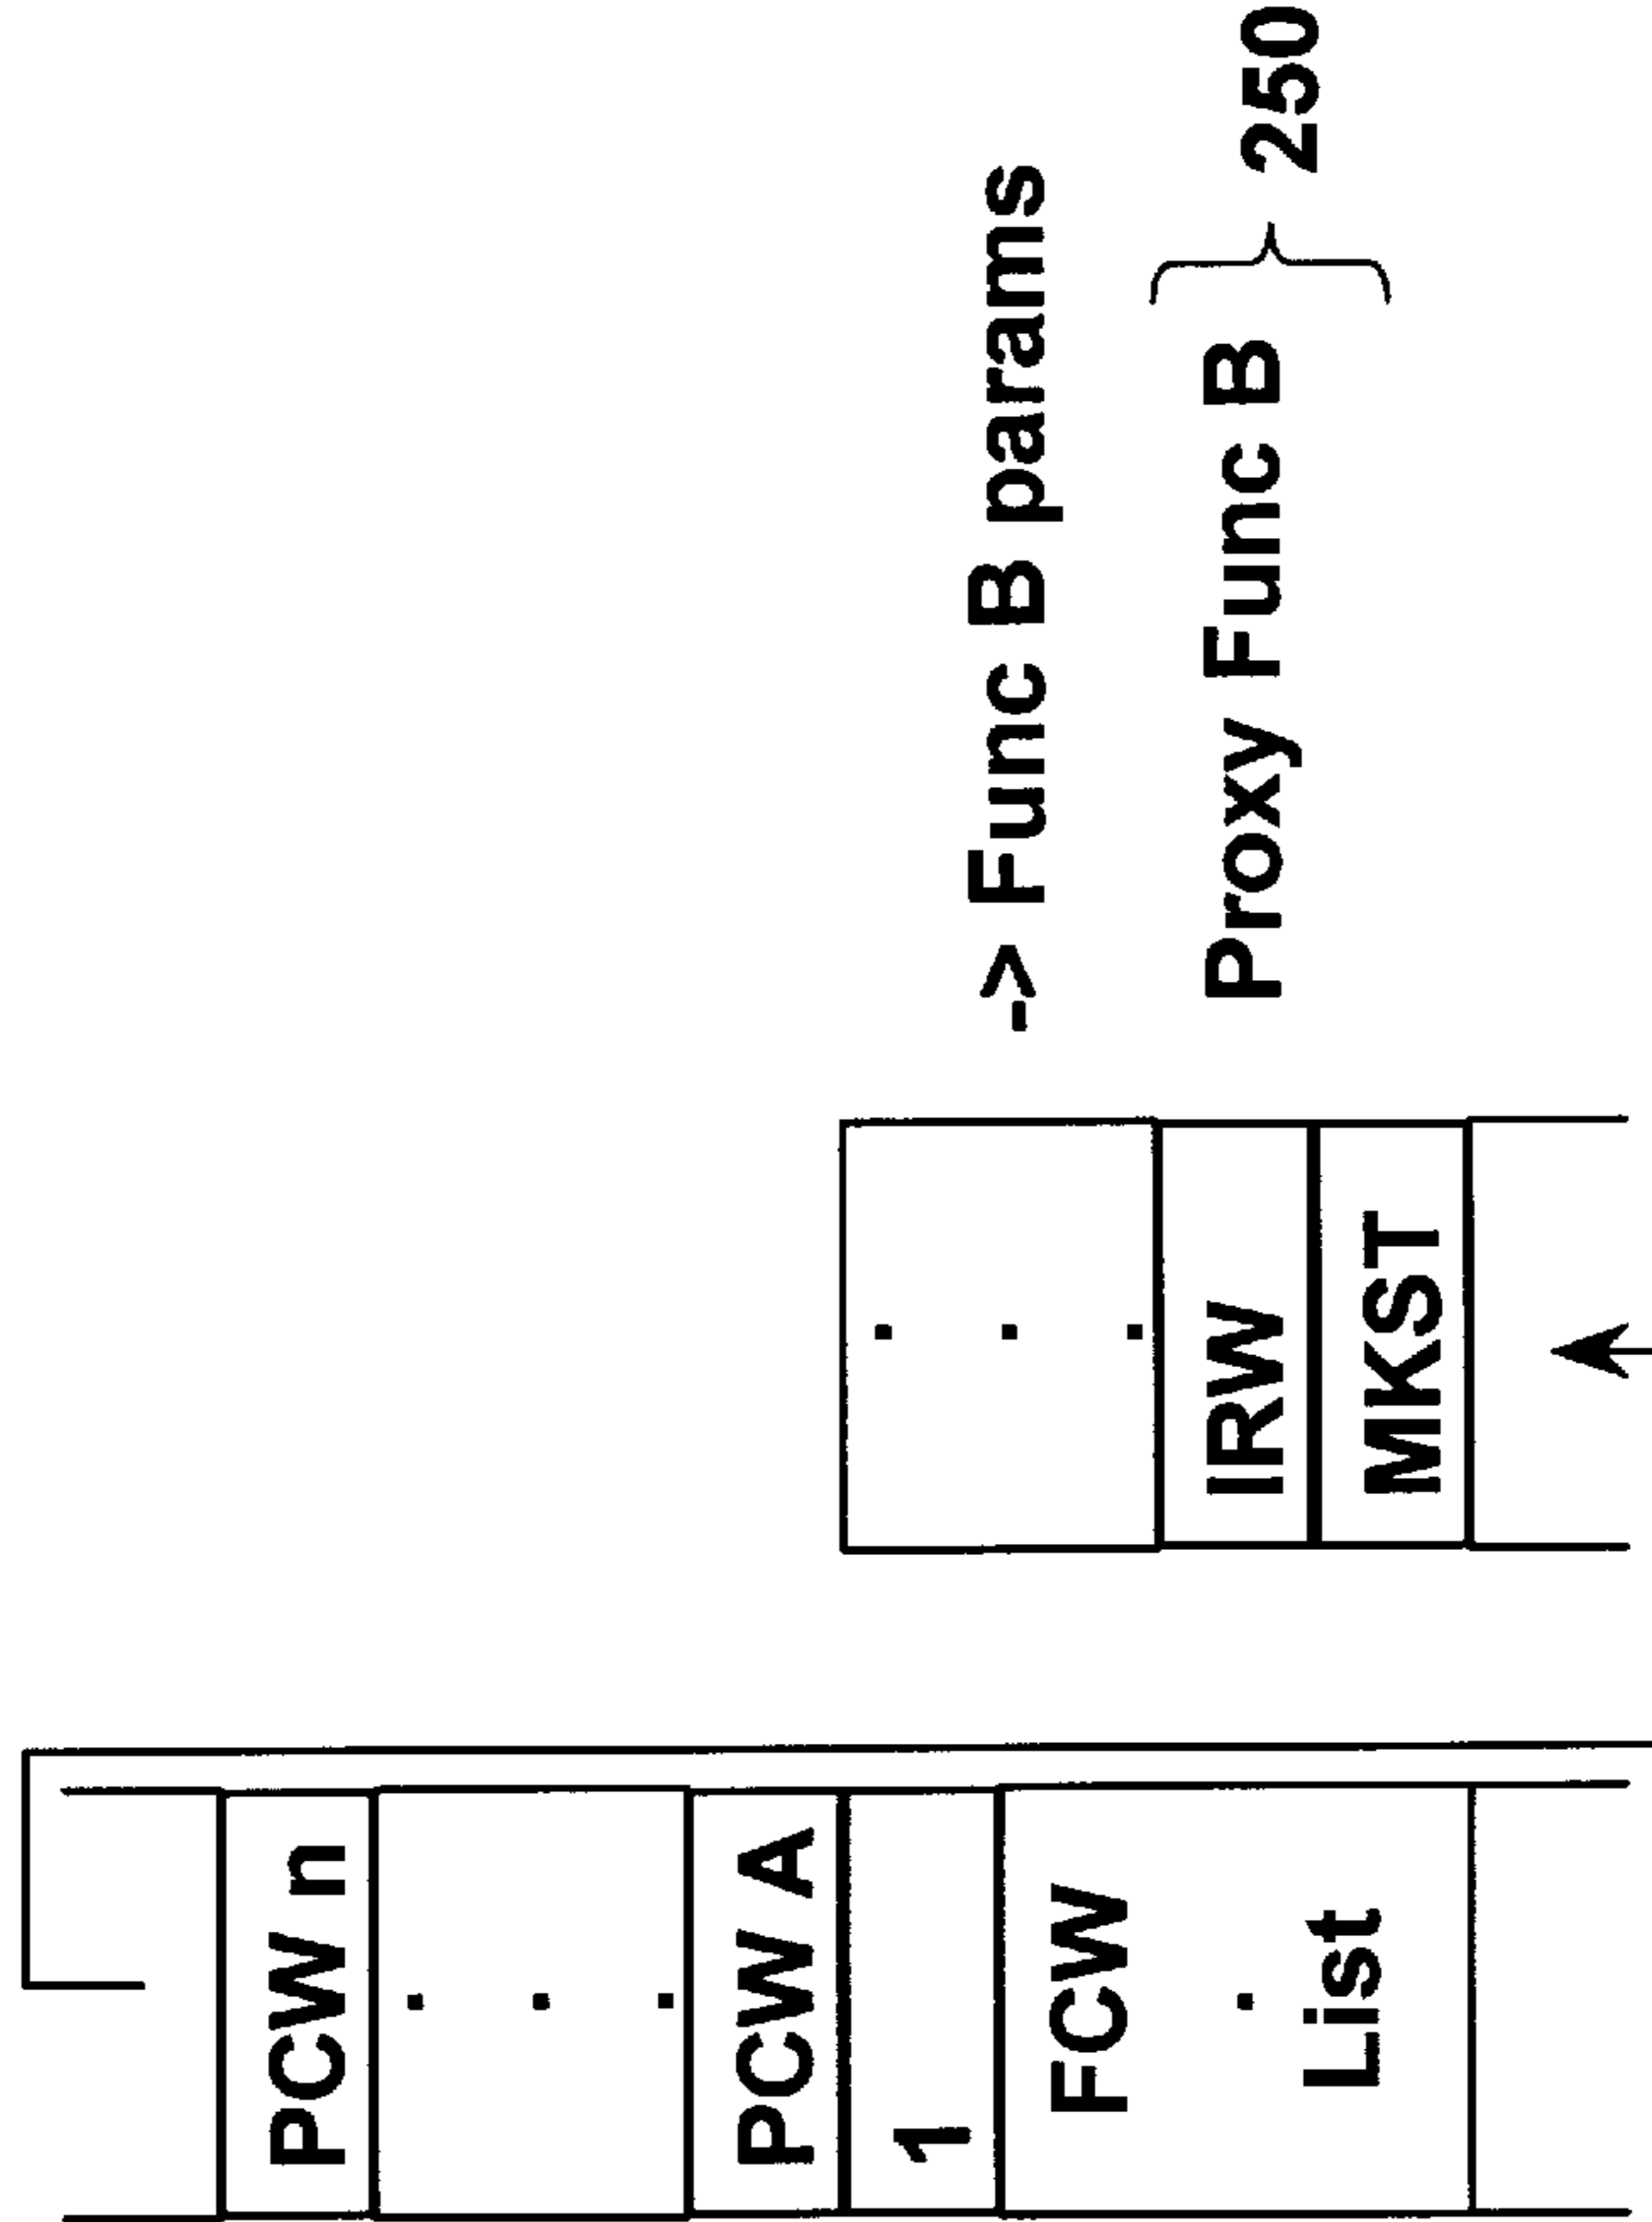 PCW n
.
.
.
PCW A
1
FCW
.
List
.
.
.
IRW
MKST
-> Func B params
Proxy Func B
250